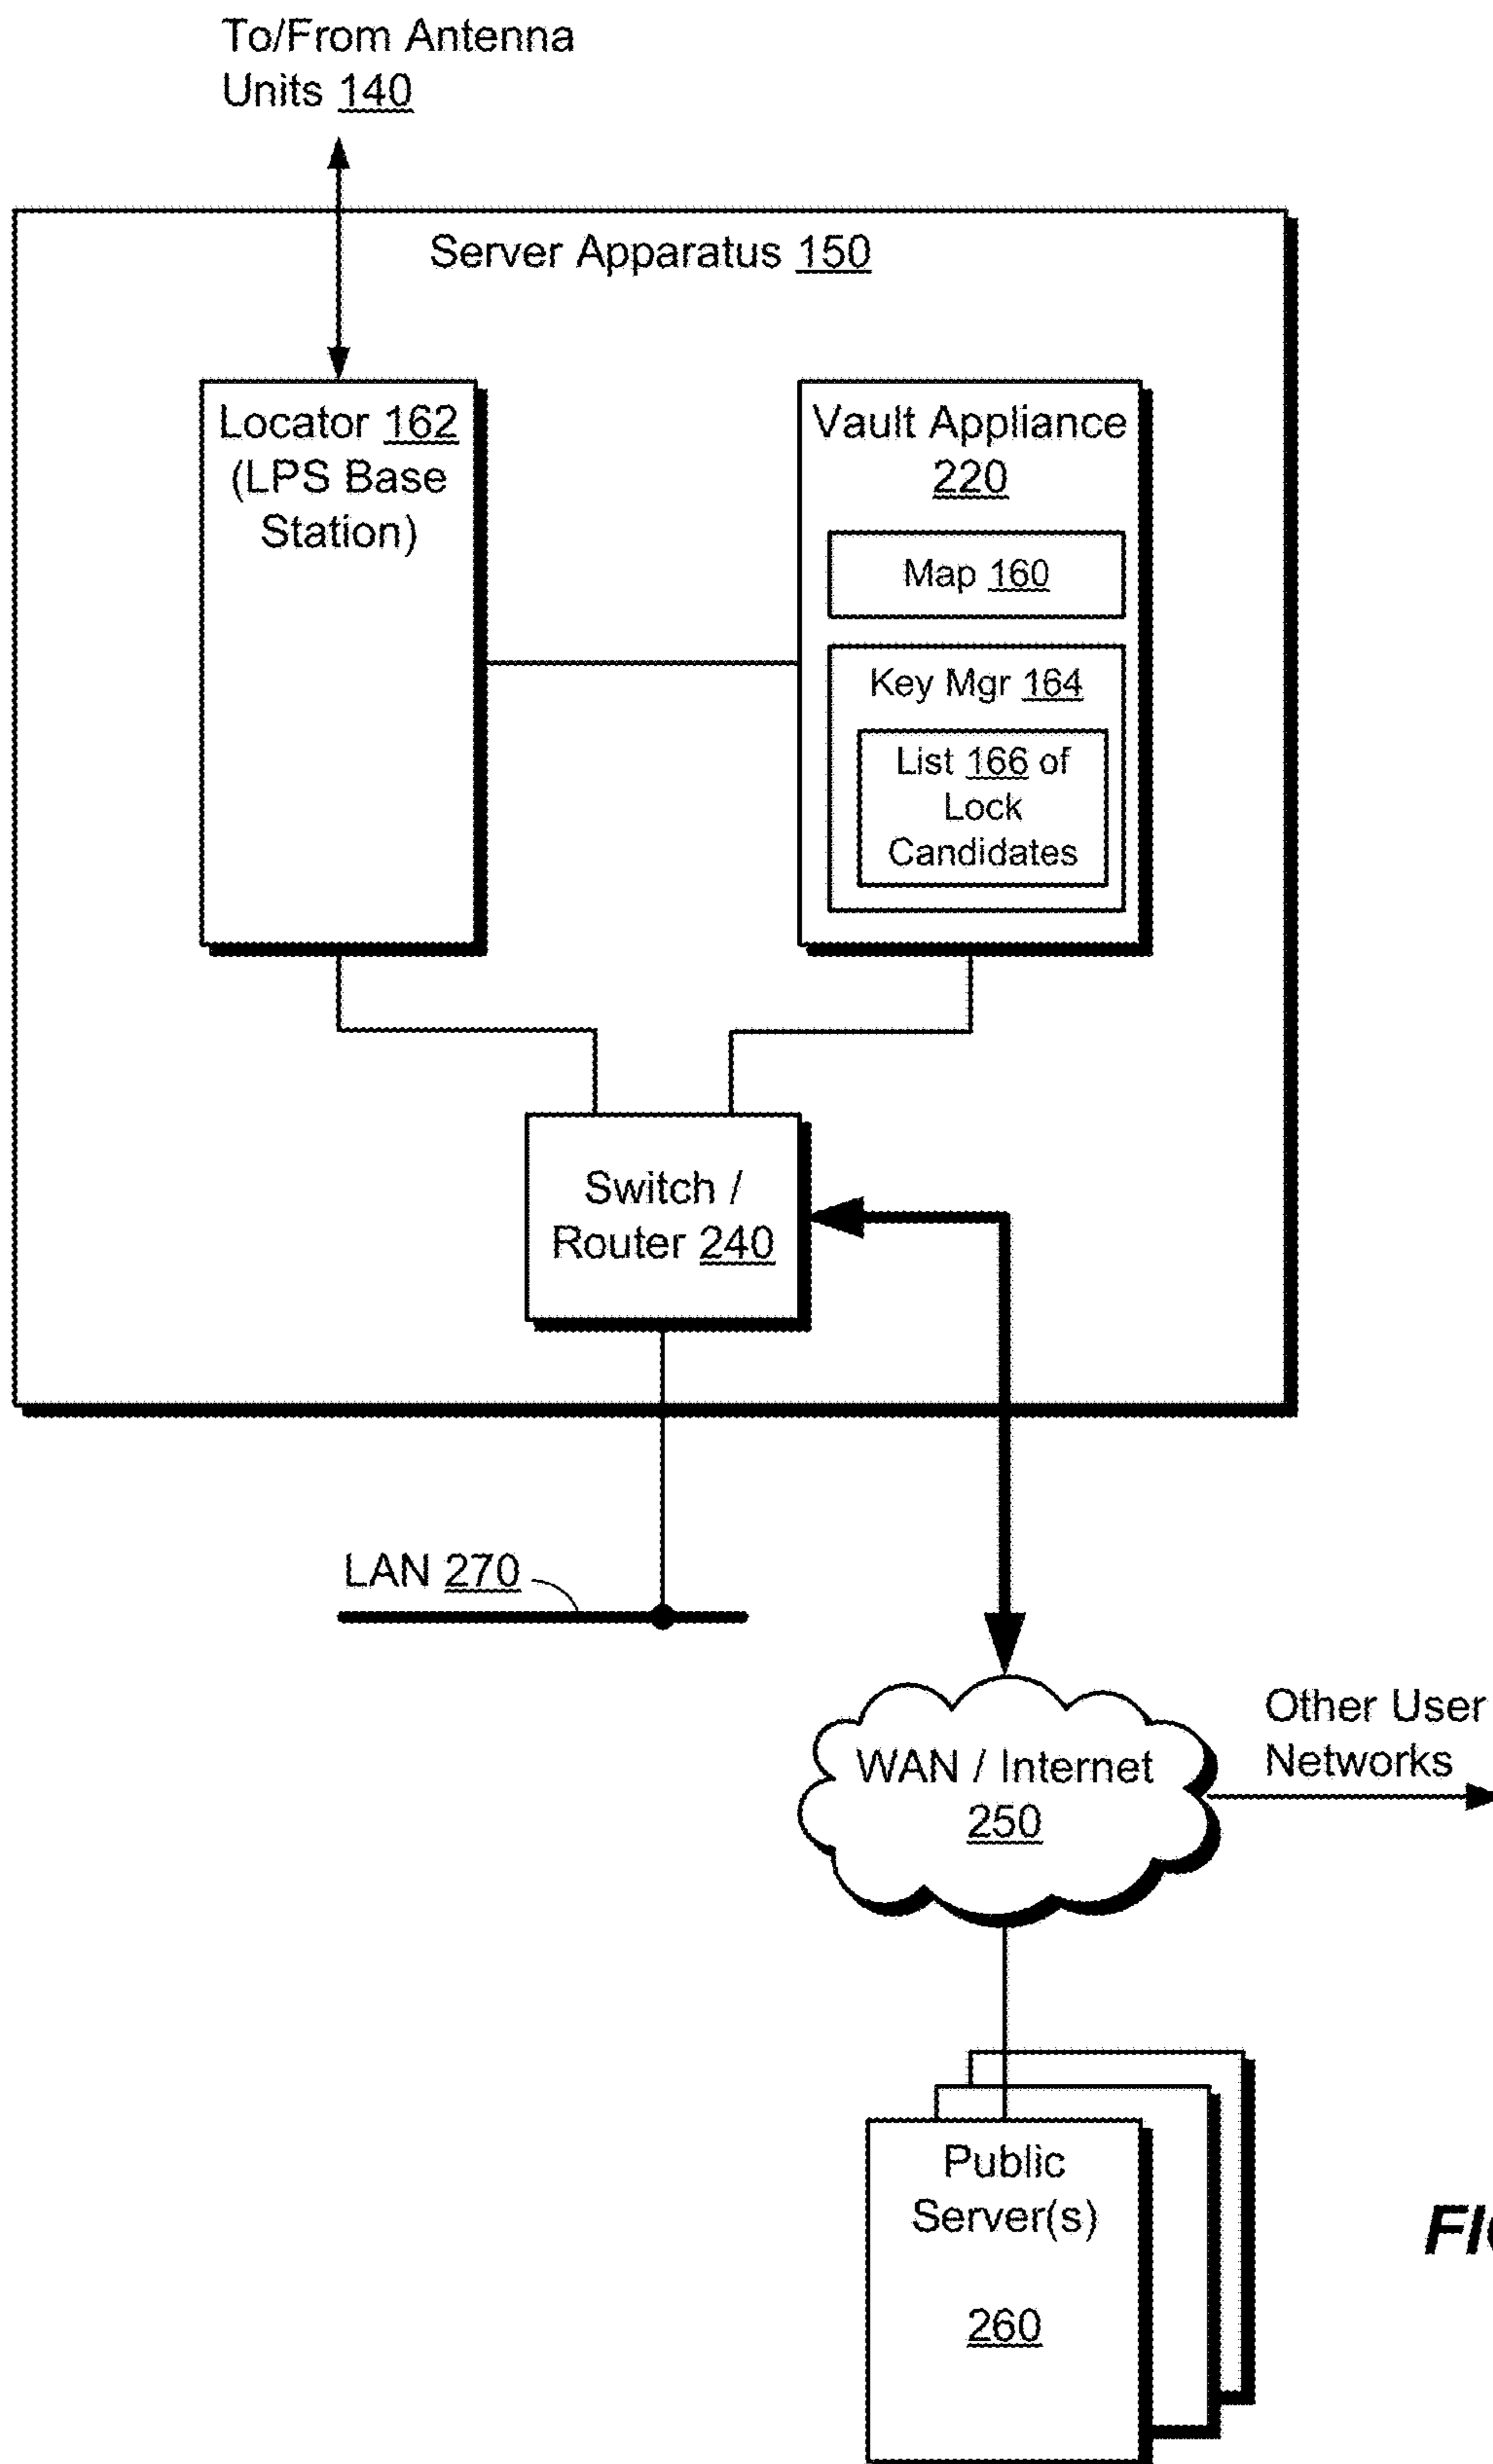 To/From Antenna
Units 140
Server Apparatus 150
Locator 162
(LPS Base
Station)
Vault Appliance
220
Map 160
Key Mgr 164
List 166 of
Lock
Candidates
Switch /
Router 240
LAN 270
WAN / Internet
250
Other User
Networks
Public
Server(s)
260